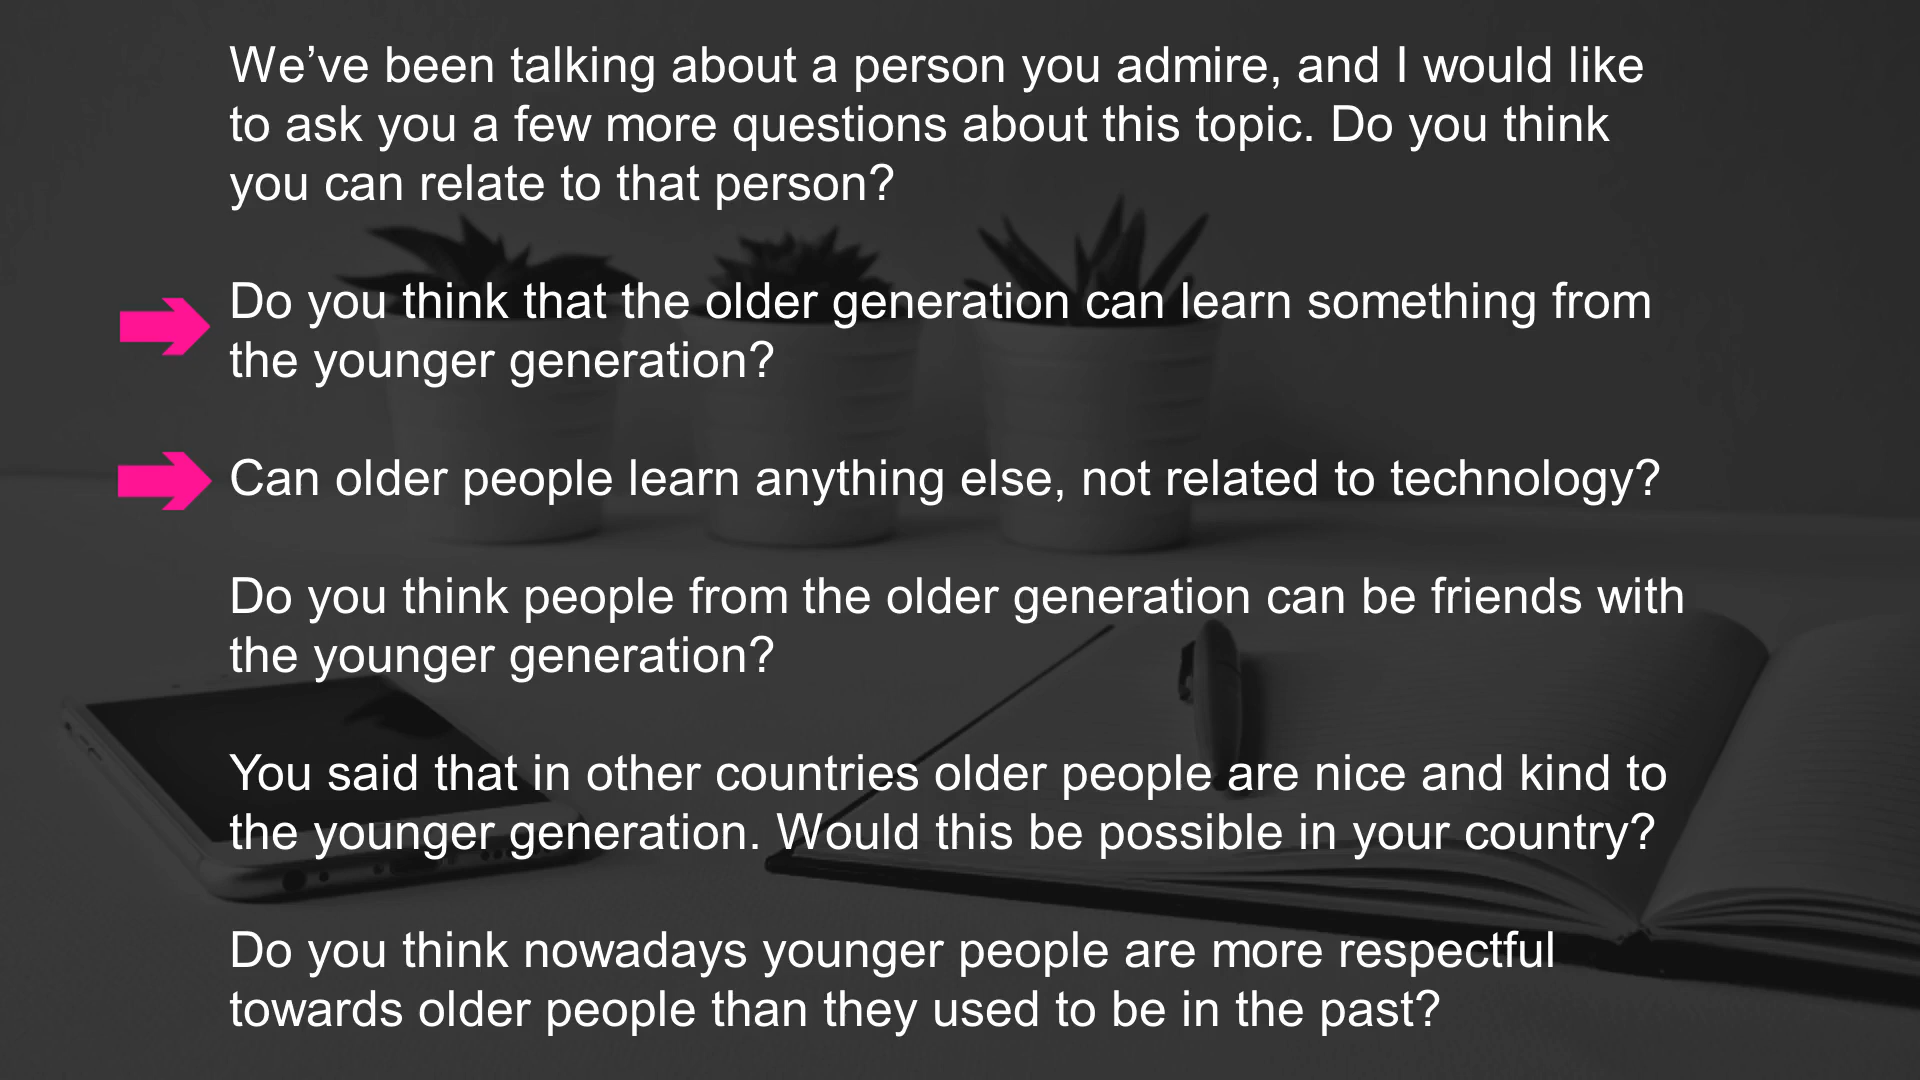 We’ve been talking about a person you admire, and I would like
to ask you a few more questions about this topic. Do you think
you can relate to that person?
Do you think that the older generation can learn something from
the younger generation?
Can older people learn anything else, not related to technology?
Do you think people from the older generation can be friends with
the younger generation?
You said that in other countries older people are nice and kind to
the younger generation. Would this be possible in your country?
Do you think nowadays younger people are more respectful
towards older people than they used to be in the past?